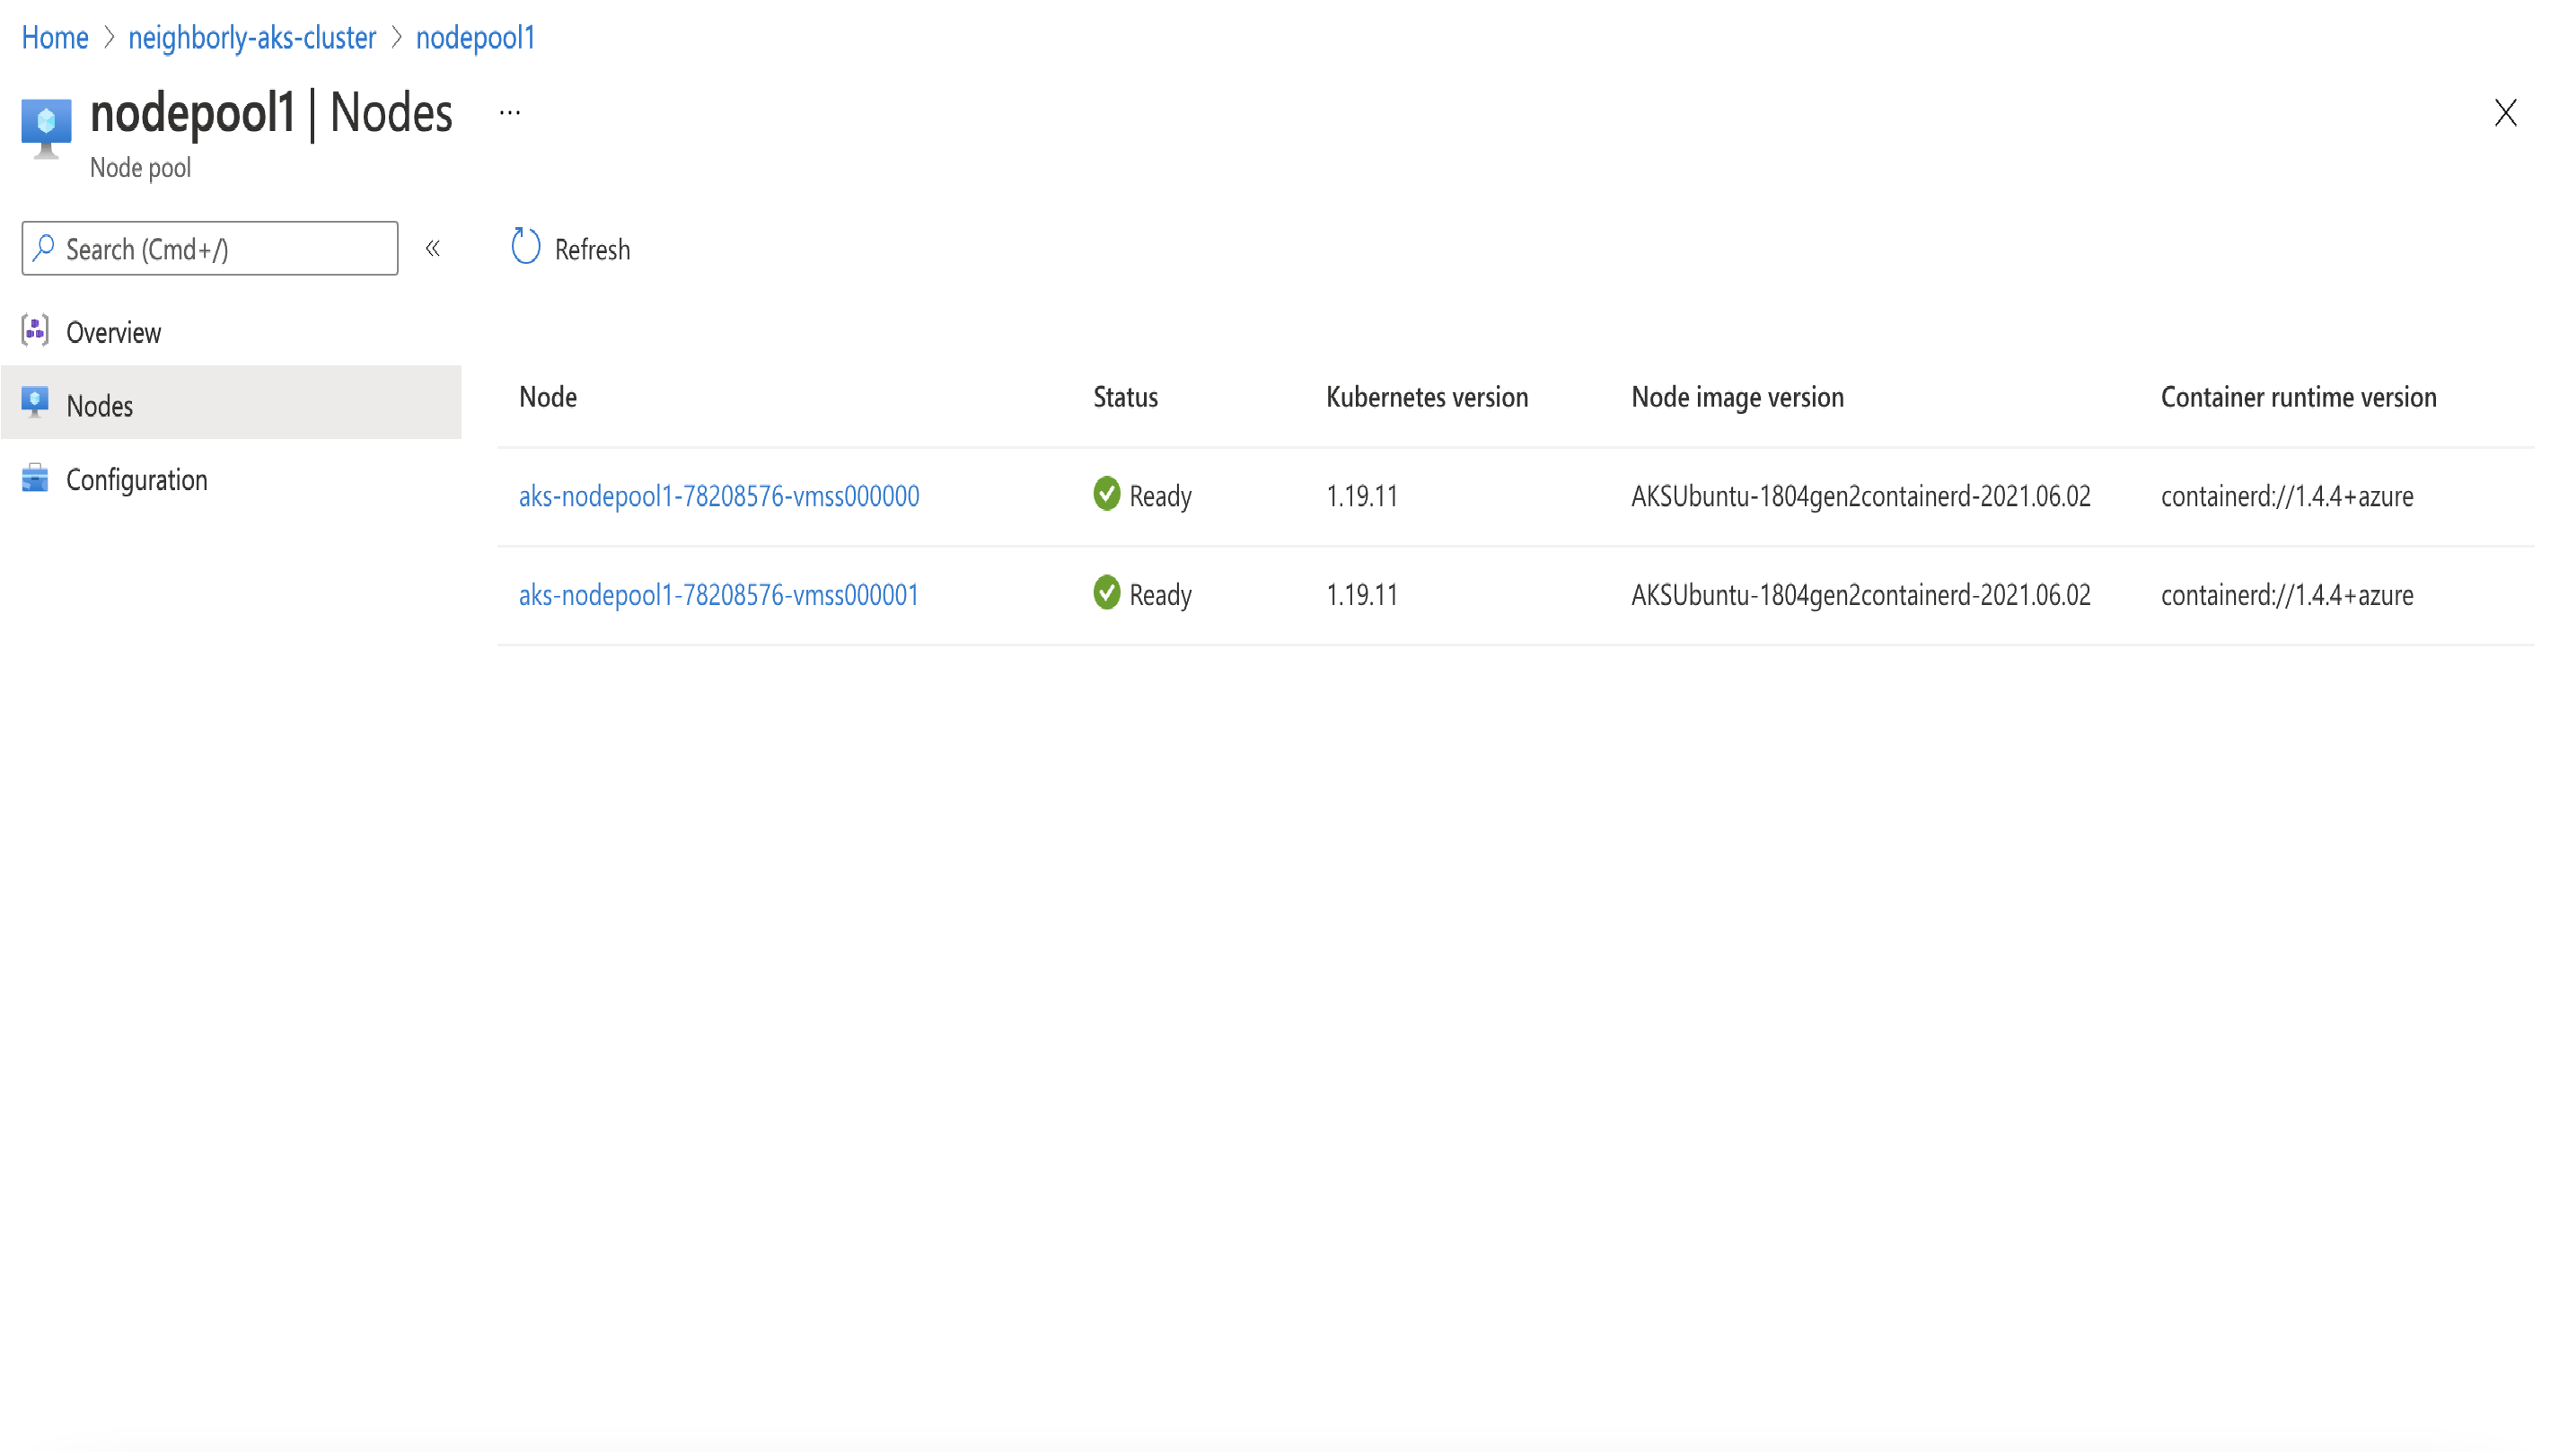 Home > neighborly-aks-cluster > nodepool1
nodepool1 | Nodes ...
Node pool
Search (Cmd+/) «
Refresh
Overview
Nodes
Configuration
Node Status Kubernetes version Node image version Container runtime version
aks-nodepool1-78208576-vmss000000 Ready 1.19.11 AKSUbuntu-1804gen2containerd-2021.06.02 containerd://1.4.4+azure
aks-nodepool1-78208576-vmss000001 Ready 1.19.11 AKSUbuntu-1804gen2containerd-2021.06.02 containerd://1.4.4+azure